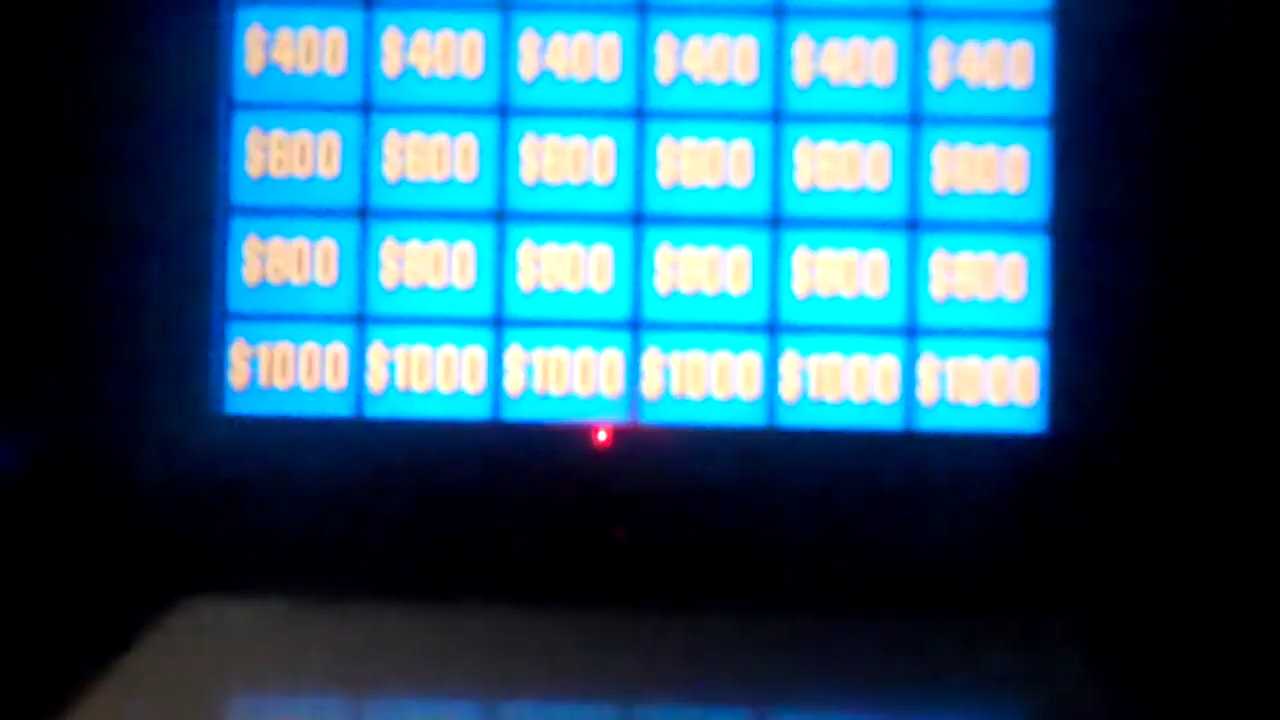 $400 $400 $400 $400 $400 $400
$600 $600 $600 $600 $600 $600
$800 $800 $800 $800 $800 $800
$1000 $1000 $1000 $1000 $1000 $1000